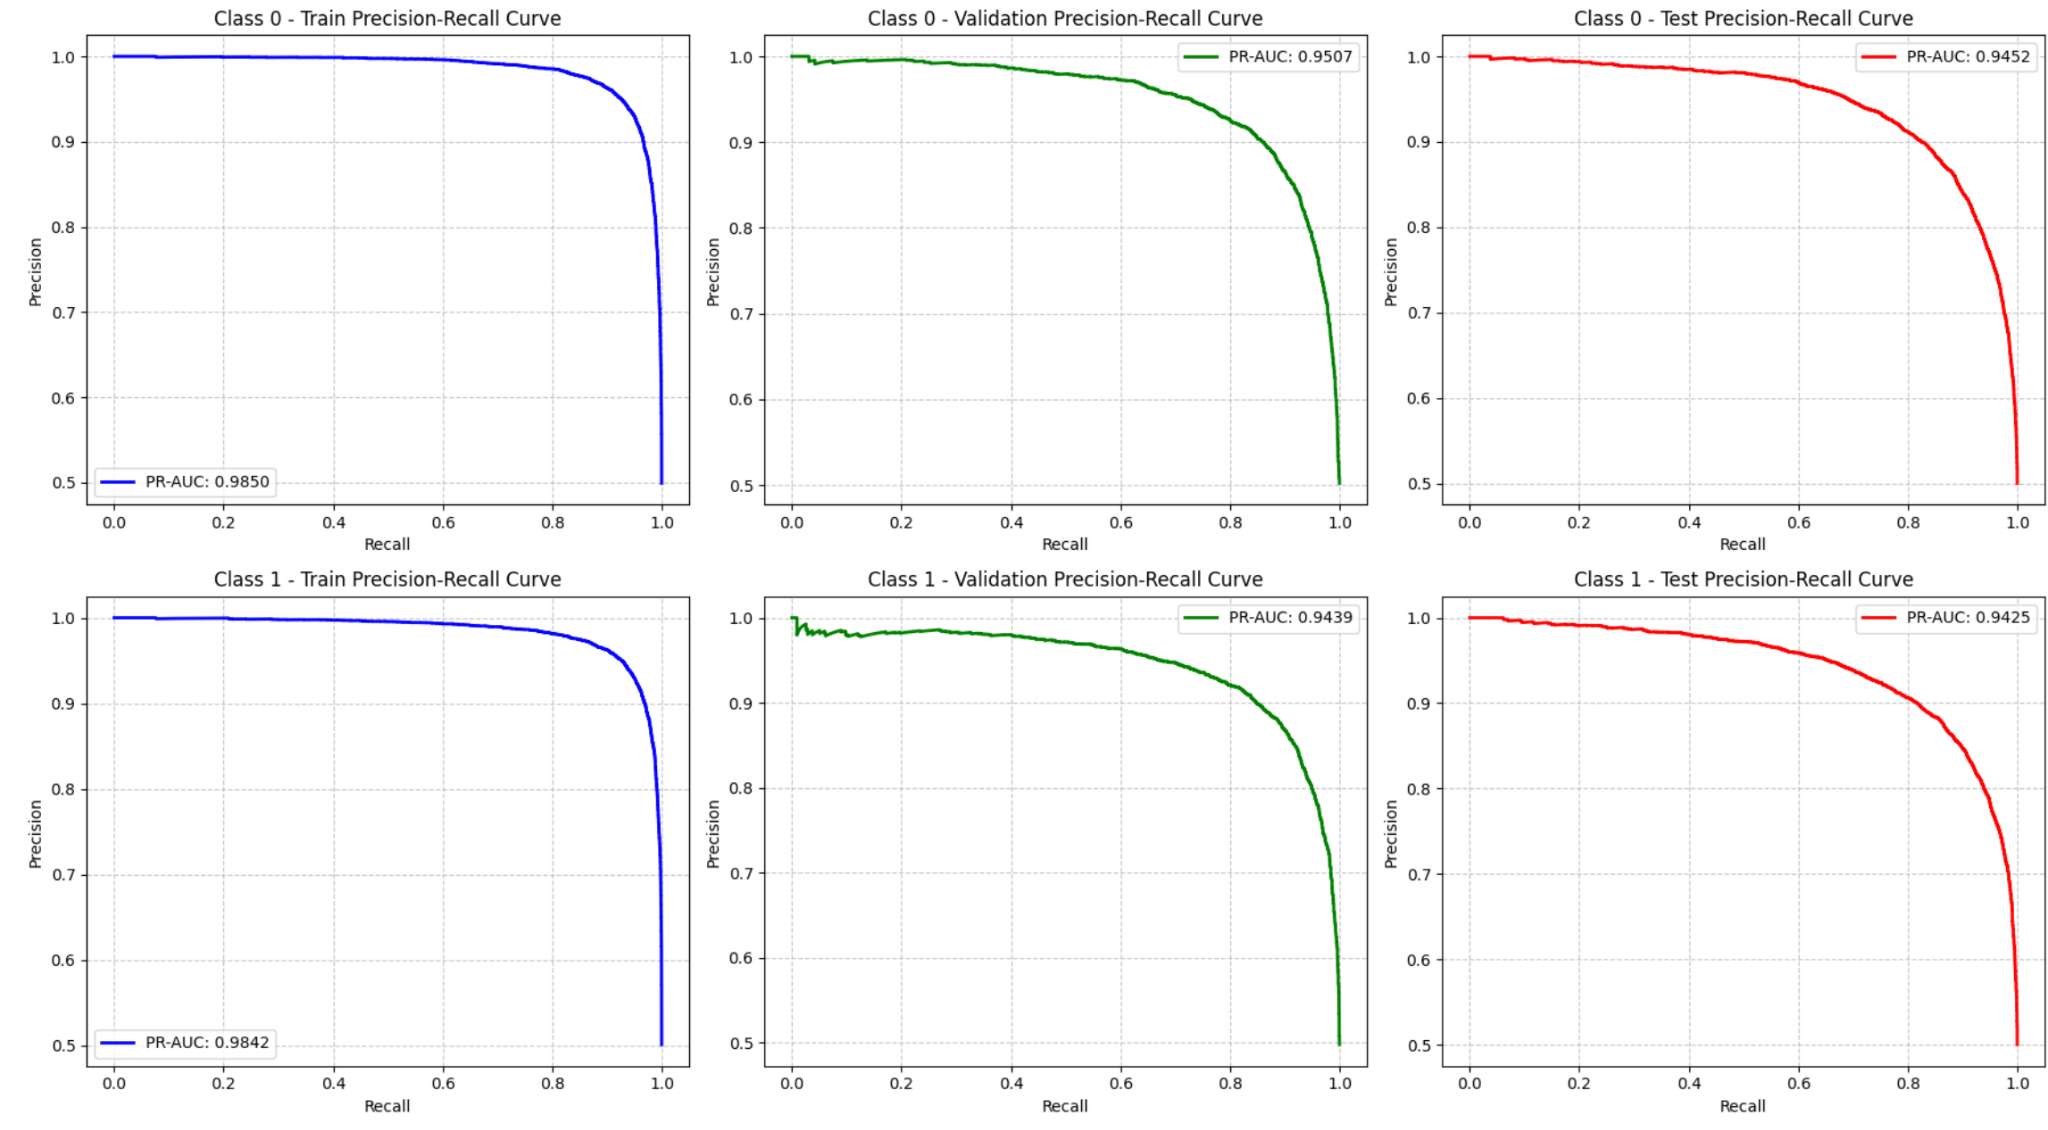 Class 0 - Train Precision-Recall Curve
Precision
1.0
0.9
0.8
0.7
0.6
0.5
PR-AUC: 0.9850
0.0 0.2 0.4 0.6 0.8 1.0
Recall
Class 0 - Validation Precision-Recall Curve
Precision
1.0
0.9
0.8
0.7
0.6
0.5
PR-AUC: 0.9507
0.0 0.2 0.4 0.6 0.8 1.0
Recall
Class 0 - Test Precision-Recall Curve
Precision
1.0
0.9
0.8
0.7
0.6
0.5
PR-AUC: 0.9452
0.0 0.2 0.4 0.6 0.8 1.0
Recall
Class 1 - Train Precision-Recall Curve
Precision
1.0
0.9
0.8
0.7
0.6
0.5
PR-AUC: 0.9842
0.0 0.2 0.4 0.6 0.8 1.0
Recall
Class 1 - Validation Precision-Recall Curve
Precision
1.0
0.9
0.8
0.7
0.6
0.5
PR-AUC: 0.9439
0.0 0.2 0.4 0.6 0.8 1.0
Recall
Class 1 - Test Precision-Recall Curve
Precision
1.0
0.9
0.8
0.7
0.6
0.5
PR-AUC: 0.9425
0.0 0.2 0.4 0.6 0.8 1.0
Recall